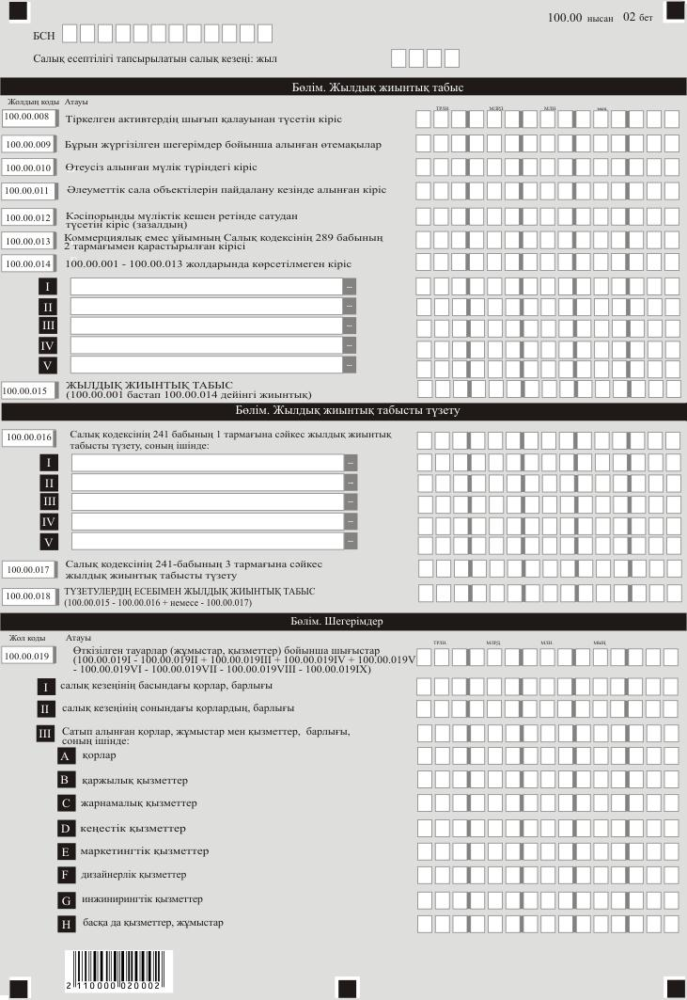 100.00 нысан 02 бет
БСН
Салық есептілігі тапсырылатын салық кезеңі: жыл
Бөлім. Жылдық жиынтық табыс
Жолдың коды Атауы
трлн млрд млн мың
100.00.008 Тіркелген активтердің шығып қалауынан түсетін кіріс
100.00.009 Бұрын жүргізілген шегерімдер бойынша алынған өтемақылар
100.00.010 Өтеусіз алынған мүлік түріндегі кіріс
100.00.011 Әлеуметтік сала объектілерін пайдалану кезінде алынған кіріс
100.00.012 Кәсіпорынды мүліктік кешен ретінде сатудан
түсетін кіріс (зазалдың)
100.00.013 Коммерциялық емес ұйымның Салық кодексінің 289 бабының
2 тармағымен қарастырылған кірісі
100.00.014 100.00.001 - 100.00.013 жолдарында көрсетілмеген кіріс
I ...
II ...
III ...
IV ...
V ...
100.00.015 ЖЫЛДЫҚ ЖИЫНТЫҚ ТАБЫС
(100.00.001 бастап 100.00.014 дейінгі жиынтық)
Бөлім. Жылдық жиынтық табысты түзету
100.00.016 Салық кодексінің 241 бабының 1 тармағына сәйкес жылдық жиынтық
табысты түзету, соның ішінде:
I ...
II ...
III ...
IV ...
V ...
100.00.017 Салық кодексінің 241-бабының 3 тармағына сәйкес
жылдық жиынтық табысты түзету
100.00.018 ТҮЗЕТУЛЕРДІҢ ЕСЕБІМЕН ЖЫЛДЫҚ ЖИЫНТЫҚ ТАБЫС
(100.00.015 - 100.00.016 + немесе - 100.00.017)
Бөлім. Шегерімдер
Жол коды Атауы
трлн млрд млн мың
100.00.019 Өткізілген тауарлар (жұмыстар, қызметтер) бойынша шығыстар
(100.00.019I - 100.00.019II + 100.00.019III + 100.00.019IV + 100.00.019V
- 100.00.019VI - 100.00.019VII - 100.00.019VIII - 100.00.019IX)
I салық кезеңінің басындағы қорлар, барлығы
II салық кезеңінің сонындағы қорлардың, барлығы
III Сатып алынған қорлар, жұмыстар мен қызметтер, барлығы,
соның ішінде:
A қорлар
B қаржылық қызметтер
C жарнамалық қызметтер
D кеңестік қызметтер
E маркетингтік қызметтер
F дизайнерлік қызметтер
G инжинирингтік қызметтер
H басқа да қызметтер, жұмыстар
2 110000 020002